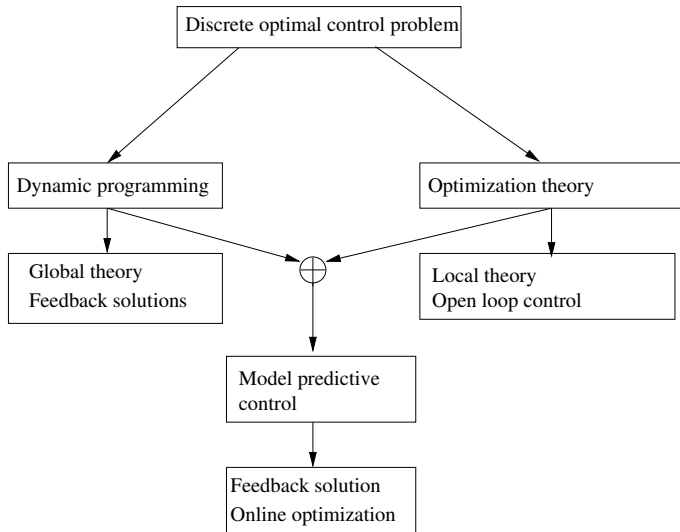 Discrete optimal control problem
Dynamic programming
Optimization theory
Global theory
Feedback solutions
Local theory
Open loop control
Model predictive
control
Feedback solution
Online optimization